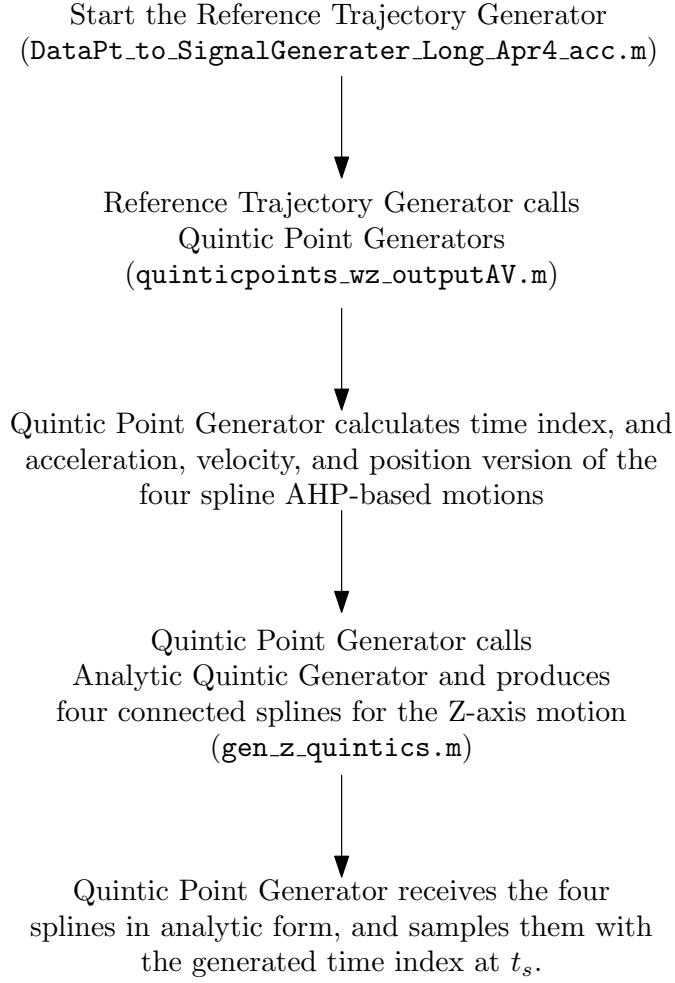 Start the Reference Trajectory Generator
(DataPt_to_SignalGenerater_Long_Apr4_acc.m)
Reference Trajectory Generator calls
Quintic Point Generators
(quinticpoints_wz_outputAV.m)
Quintic Point Generator calculates time index, and
acceleration, velocity, and position version of the
four spline AHP-based motions
Quintic Point Generator calls
Analytic Quintic Generator and produces
four connected splines for the Z-axis motion
(gen_z_quintics.m)
Quintic Point Generator receives the four
splines in analytic form, and samples them with
the generated time index at t_s.